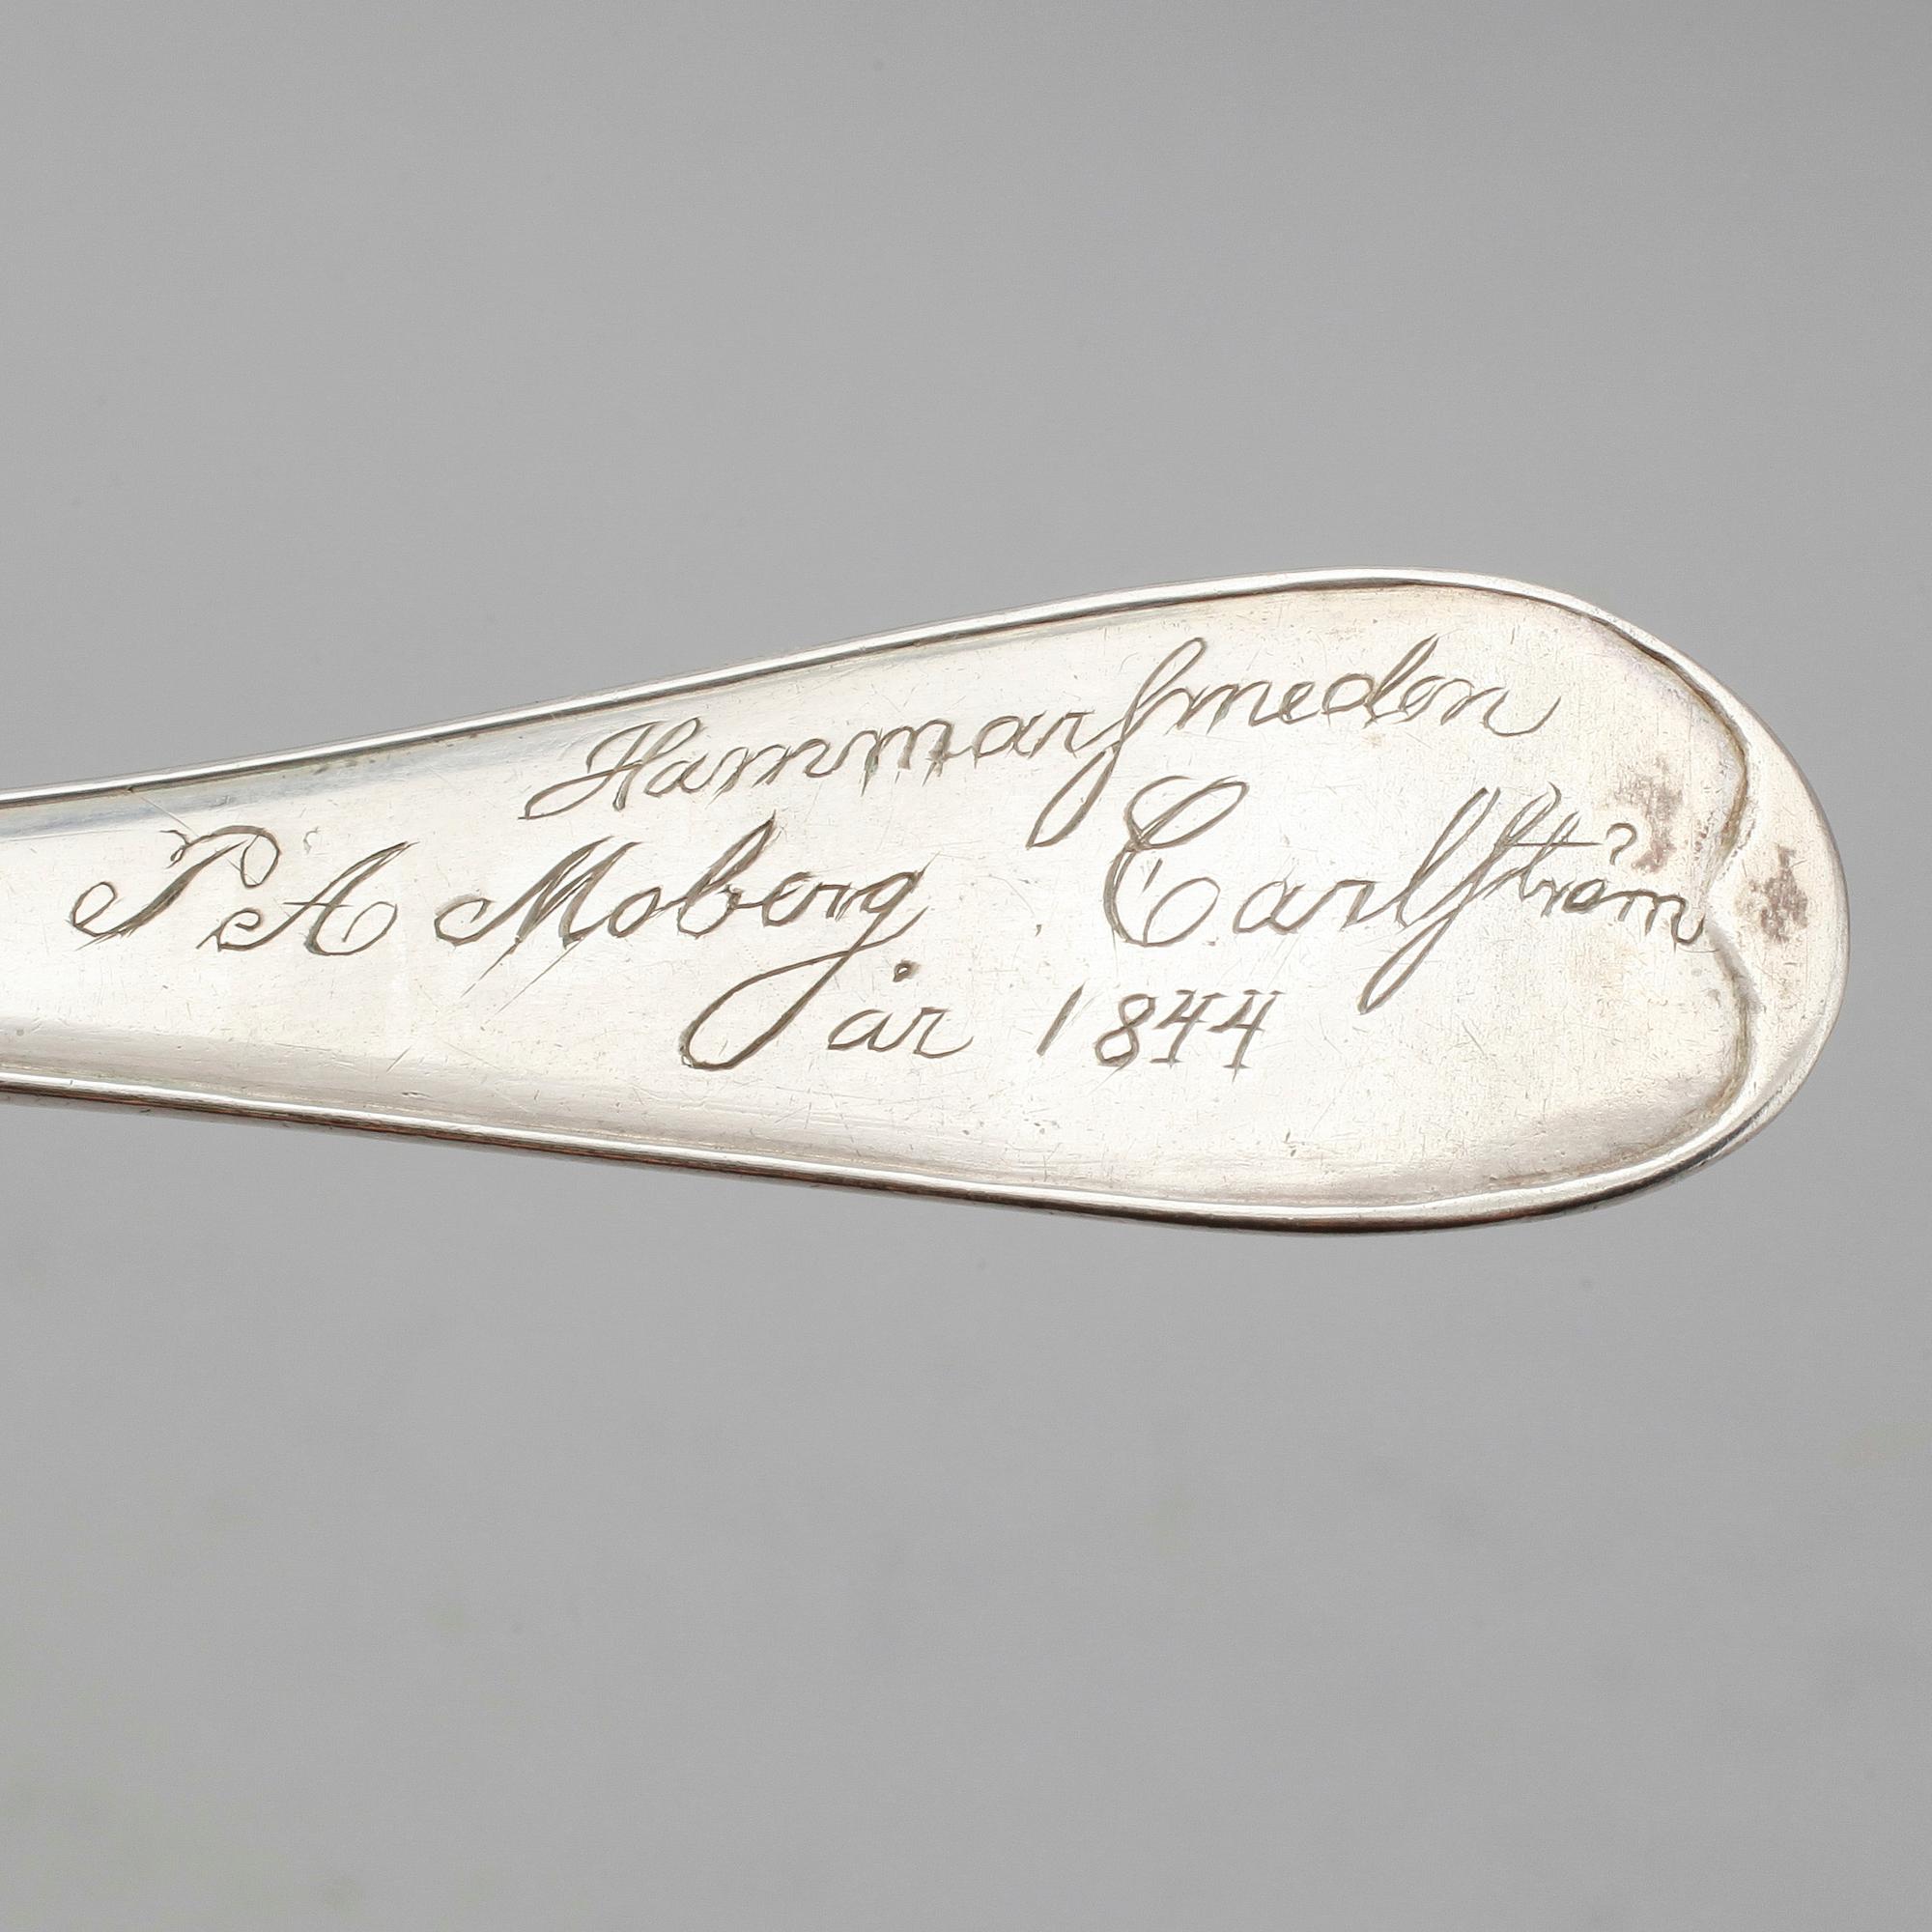 Hammarſmeden
P A Moberg Carlſtröm
år 1844